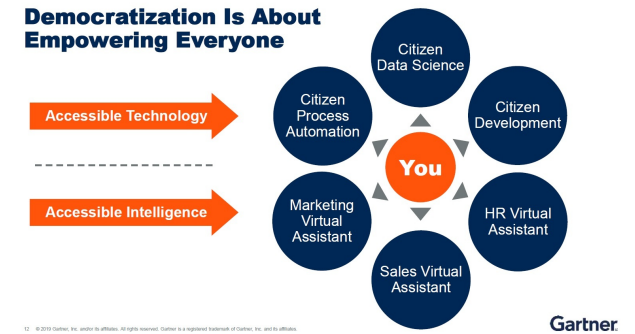 Democratization Is About
Empowering Everyone
Citizen
Data Science
Citizen
Process
Automation
Citizen
Development
Accessible Technology
You
Accessible Intelligence
Marketing
Virtual
Assistant
HR Virtual
Assistant
Sales Virtual
Assistant
12 © 2019 Gartner, Inc. and/or its affiliates. All rights reserved. Gartner is a registered trademark of Gartner, Inc. and its affiliates.
Gartner.